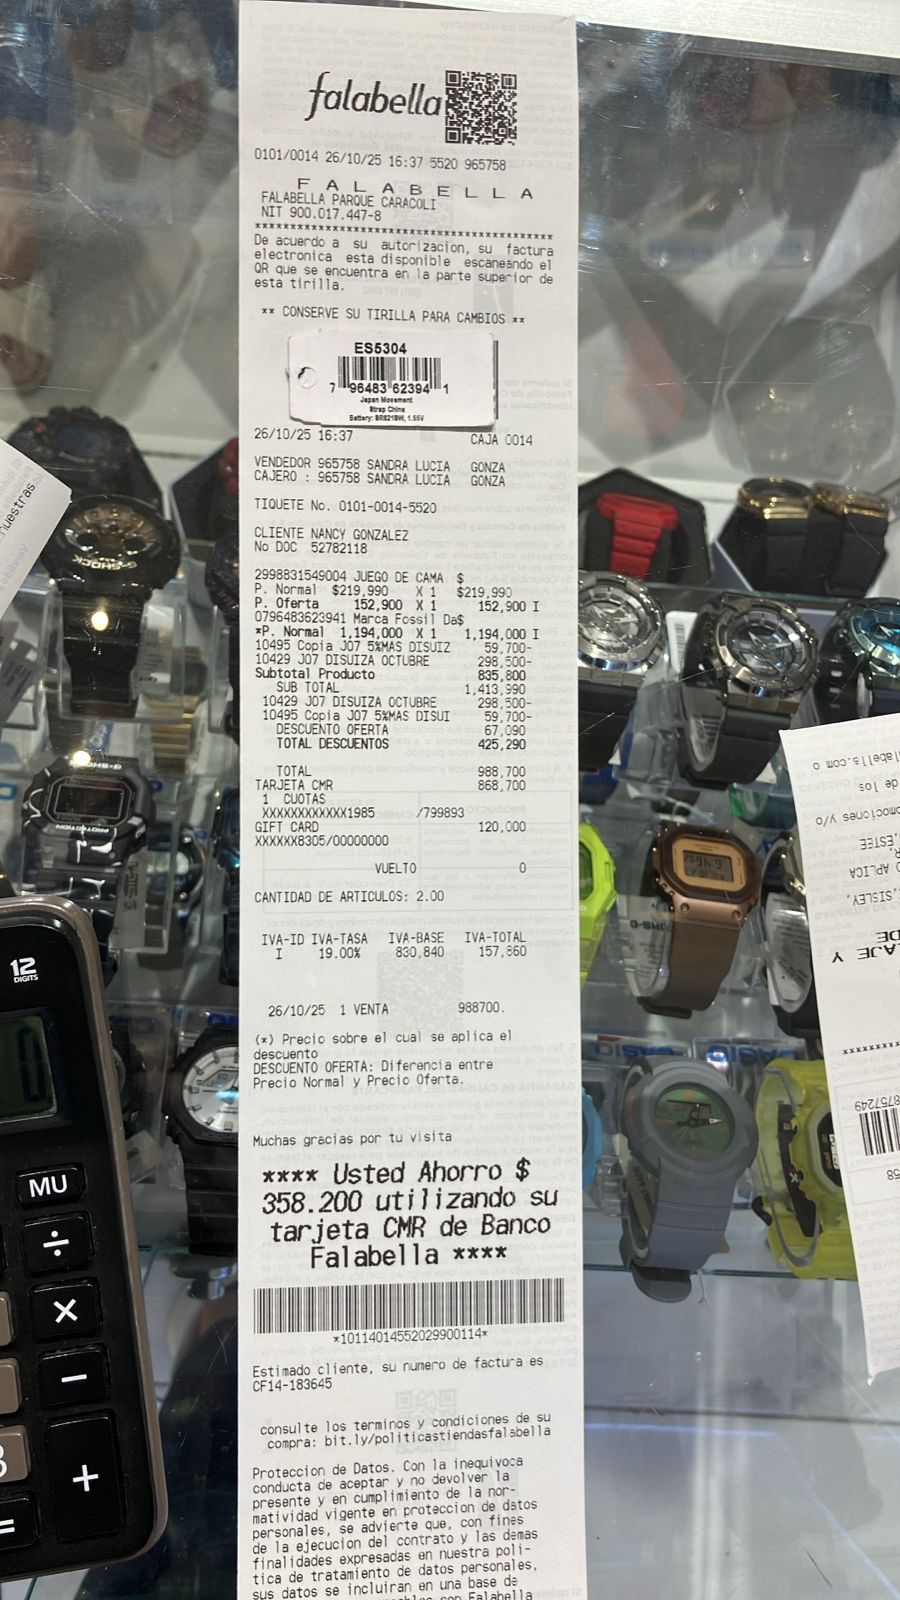 falabella
0101/0014 26/10/25 16:37 5520 965758
F A L A B E L L A
FALABELLA PARQUE CARACOLI
NIT 900.017.447-8
******************************************
De acuerdo a su autorizacion, su factura
electronica esta disponible escaneando el
QR que se encuentra en la parte superior de
esta tirilla.
** CONSERVE SU TIRILLA PARA CAMBIOS **
ES5304
7 96483 62394 1
Japan Movement
Strap China
Battery: SR621SW, 1.55V
26/10/25 16:37 CAJA 0014
VENDEDOR 965758 SANDRA LUCIA GONZA
CAJERO : 965758 SANDRA LUCIA GONZA
TIQUETE No. 0101-0014-5520
CLIENTE NANCY GONZALEZ
No DOC 52782118
2998831549004 JUEGO DE CAMA $
P. Normal $219,990 X 1 $219,990
P. Oferta 152,900 X 1 152,900 I
0796483623941 Marca Fossil Da$
*P. Normal 1,194,000 X 1 1,194,000 I
10495 Copia J07 5%MAS DISUIZ 59,700-
10429 J07 DISUIZA OCTUBRE 298,500-
Subtotal Producto 835,800
SUB TOTAL 1,413,990
10429 J07 DISUIZA OCTUBRE 298,500-
10495 Copia J07 5%MAS DISUI 59,700-
DESCUENTO OFERTA 67,090
TOTAL DESCUENTOS 425,290
TOTAL 988,700
TARJETA CMR 868,700
1 CUOTAS
XXXXXXXXXXXX1985 /799893
GIFT CARD 120,000
XXXXXX8305/00000000
VUELTO 0
CANTIDAD DE ARTICULOS: 2.00
IVA-ID IVA-TASA IVA-BASE IVA-TOTAL
I 19.00% 830,840 157,860
26/10/25 1 VENTA 988700.
(*) Precio sobre el cual se aplica el
descuento
DESCUENTO OFERTA: Diferencia entre
Precio Normal y Precio Oferta.
Muchas gracias por tu visita
**** Usted Ahorro $
358.200 utilizando su
tarjeta CMR de Banco
Falabella ****
*10114014552029900114*
Estimado cliente, su numero de factura es
CF14-183645
consulte los terminos y condiciones de su
compra: bit.ly/politicastiendasfalabella
Proteccion de Datos. Con la inequivoca
conducta de aceptar y no devolver la
presente y en cumplimiento de la nor-
matividad vigente en proteccion de datos
personales, se advierte que, con fines
de la ejecucion del contrato y las demas
finalidades expresadas en nuestra poli-
tica de tratamiento de datos personales,
sus datos se incluiran en una base de
12
DIGITS
MU
÷
×
−
+
=
G-SHOCK
PROTECTION
CASIO
CASIO